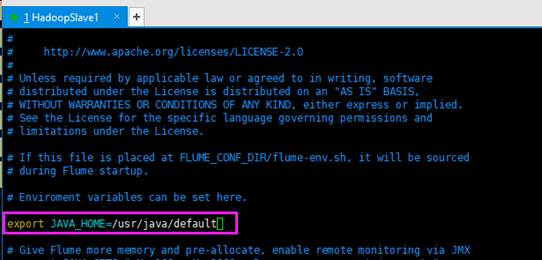 1 HadoopSlave1
#
# http://www.apache.org/licenses/LICENSE-2.0
#
# Unless required by applicable law or agreed to in writing, software
# distributed under the License is distributed on an "AS IS" BASIS,
# WITHOUT WARRANTIES OR CONDITIONS OF ANY KIND, either express or implied.
# See the License for the specific language governing permissions and
# limitations under the License.
# If this file is placed at FLUME_CONF_DIR/flume-env.sh, it will be sourced
# during Flume startup.
# Enviroment variables can be set here.
export JAVA_HOME=/usr/java/default
# Give Flume more memory and pre-allocate, enable remote monitoring via JMX